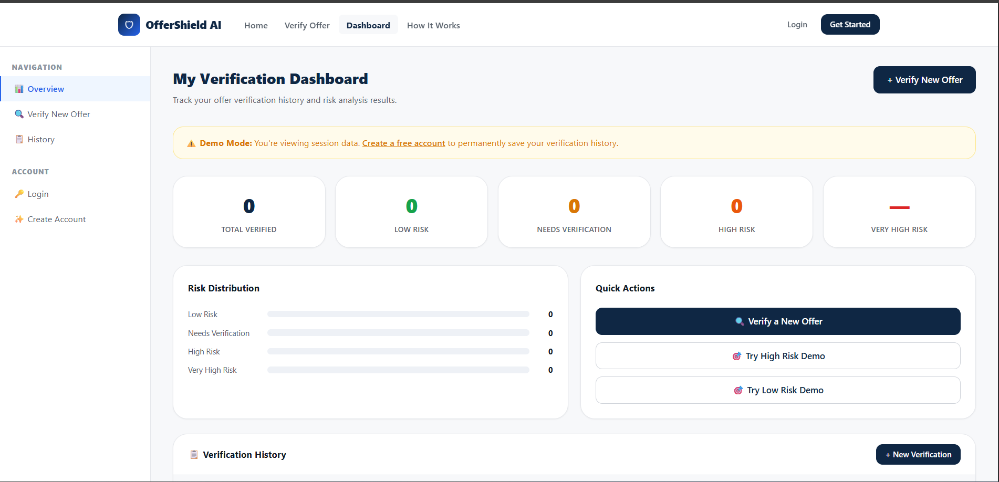 OfferShield AI
Home
Verify Offer
Dashboard
How It Works
Login
Get Started
NAVIGATION
Overview
Verify New Offer
History
ACCOUNT
Login
Create Account
My Verification Dashboard
Track your offer verification history and risk analysis results.
+ Verify New Offer
Demo Mode: You're viewing session data. Create a free account to permanently save your verification history.
0
TOTAL VERIFIED
0
LOW RISK
0
NEEDS VERIFICATION
0
HIGH RISK
—
VERY HIGH RISK
Risk Distribution
Low Risk 0
Needs Verification 0
High Risk 0
Very High Risk 0
Quick Actions
Verify a New Offer
Try High Risk Demo
Try Low Risk Demo
Verification History
+ New Verification